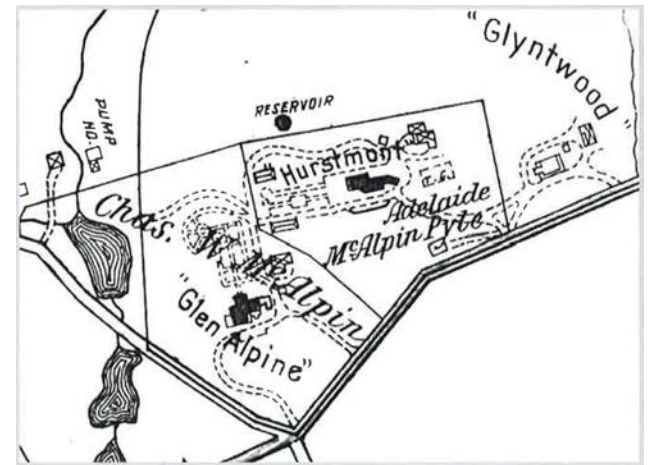 "Glyntwood"
PUMP
NO.
RESERVOIR
Hurstmont
Adelaide
McAlpin Pyle
Chas. W. McAlpin
"Glen Alpine"